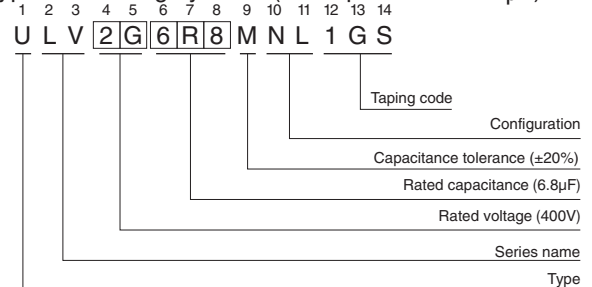 1 2 3 4 5 6 7 8 9 10 11 12 13 14
U L V 2 G 6 R 8 M N L 1 G S
Taping code
Configuration
Capacitance tolerance (±20%)
Rated capacitance (6.8µF)
Rated voltage (400V)
Series name
Type